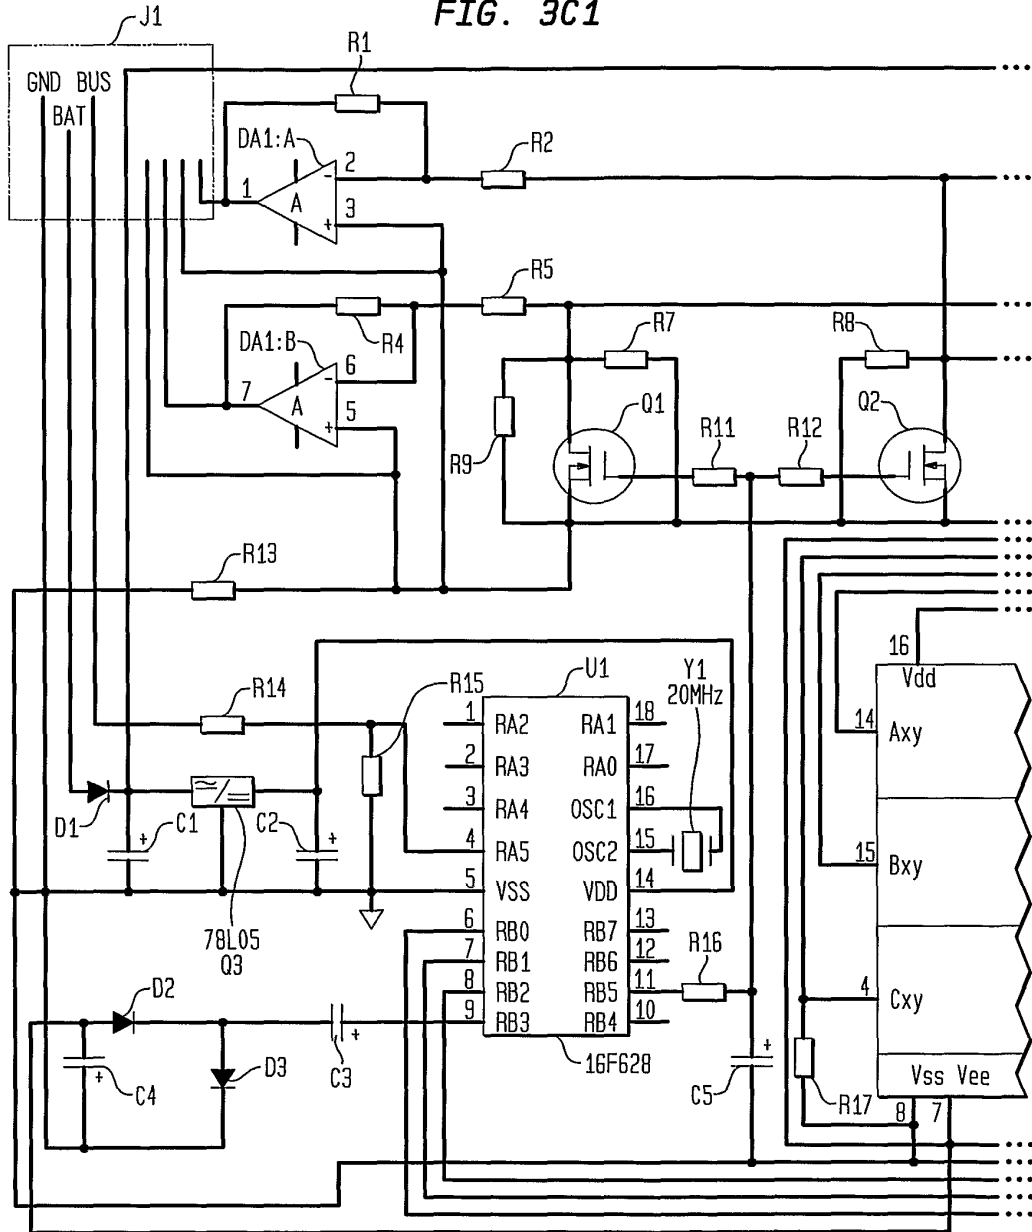 FIG. 3C1
J1
GND BUS
BAT
R1
DA1:A
2
-
1
A
3
+
R2
R5
R4
DA1:B
6
-
7
A
5
+
R7
R8
R9
Q1
R11
R12
Q2
R13
R14
R15
U1
Y1
20MHz
16
Vdd
14
Axy
15
Bxy
4
Cxy
Vss Vee
8
7
1
RA2
RA1
18
2
RA3
RA0
17
3
RA4
OSC1
16
4
RA5
OSC2
15
5
VSS
VDD
14
6
RB0
RB7
13
7
RB1
RB6
12
8
RB2
RB5
11
9
RB3
RB4
10
16F628
R16
R17
D1
C1
+
C2
+
78L05
Q3
D2
D3
C3
+
C4
+
C5
+